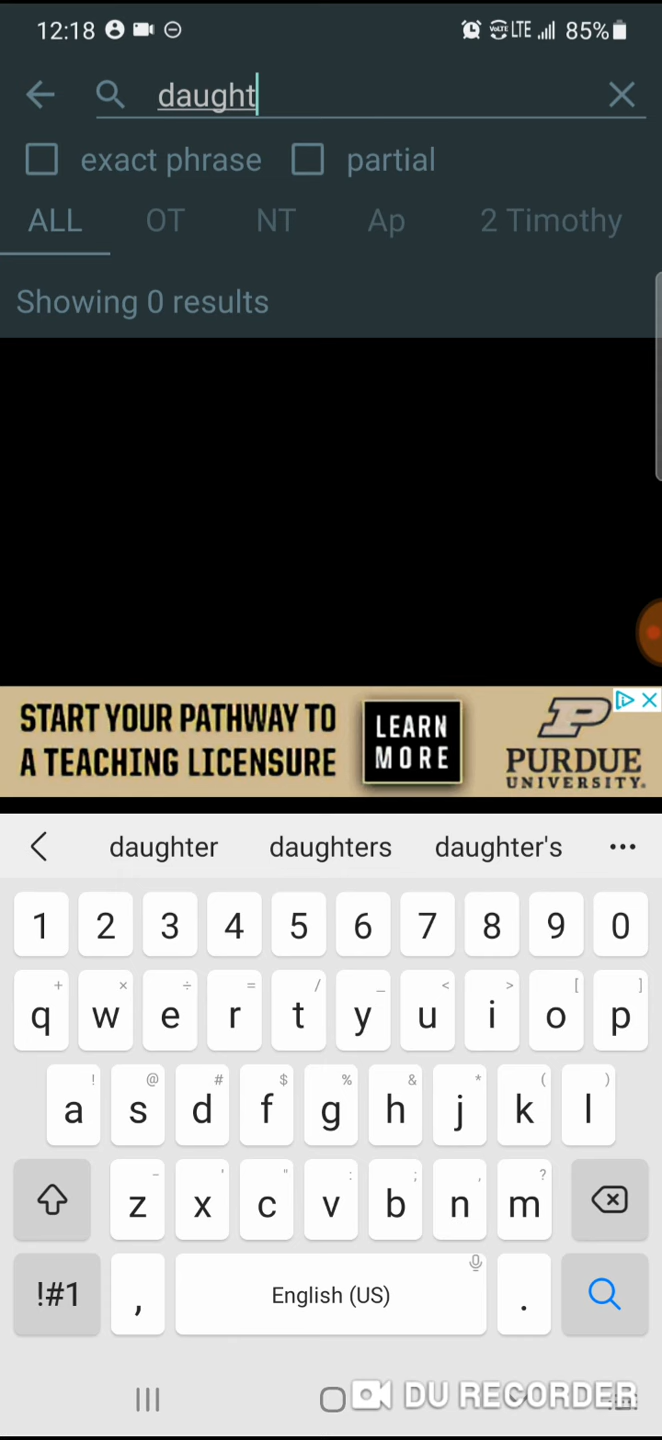 12:18 VoLTE LTE 85%
daught
exact phrase partial
ALL OT NT Ap 2 Timothy
Showing 0 results
START YOUR PATHWAY TO
A TEACHING LICENSURE
LEARN
MORE
P
PURDUE
UNIVERSITY®
daughter daughters daughter's ...
1 2 3 4 5 6 7 8 9 0
+ × ÷ = / _ < > [ ]
q w e r t y u i o p
! @ # $ % & * ( )
a s d f g h j k l
- ' " : ; , ?
z x c v b n m
!#1 , English (US) .
DU RECORDER